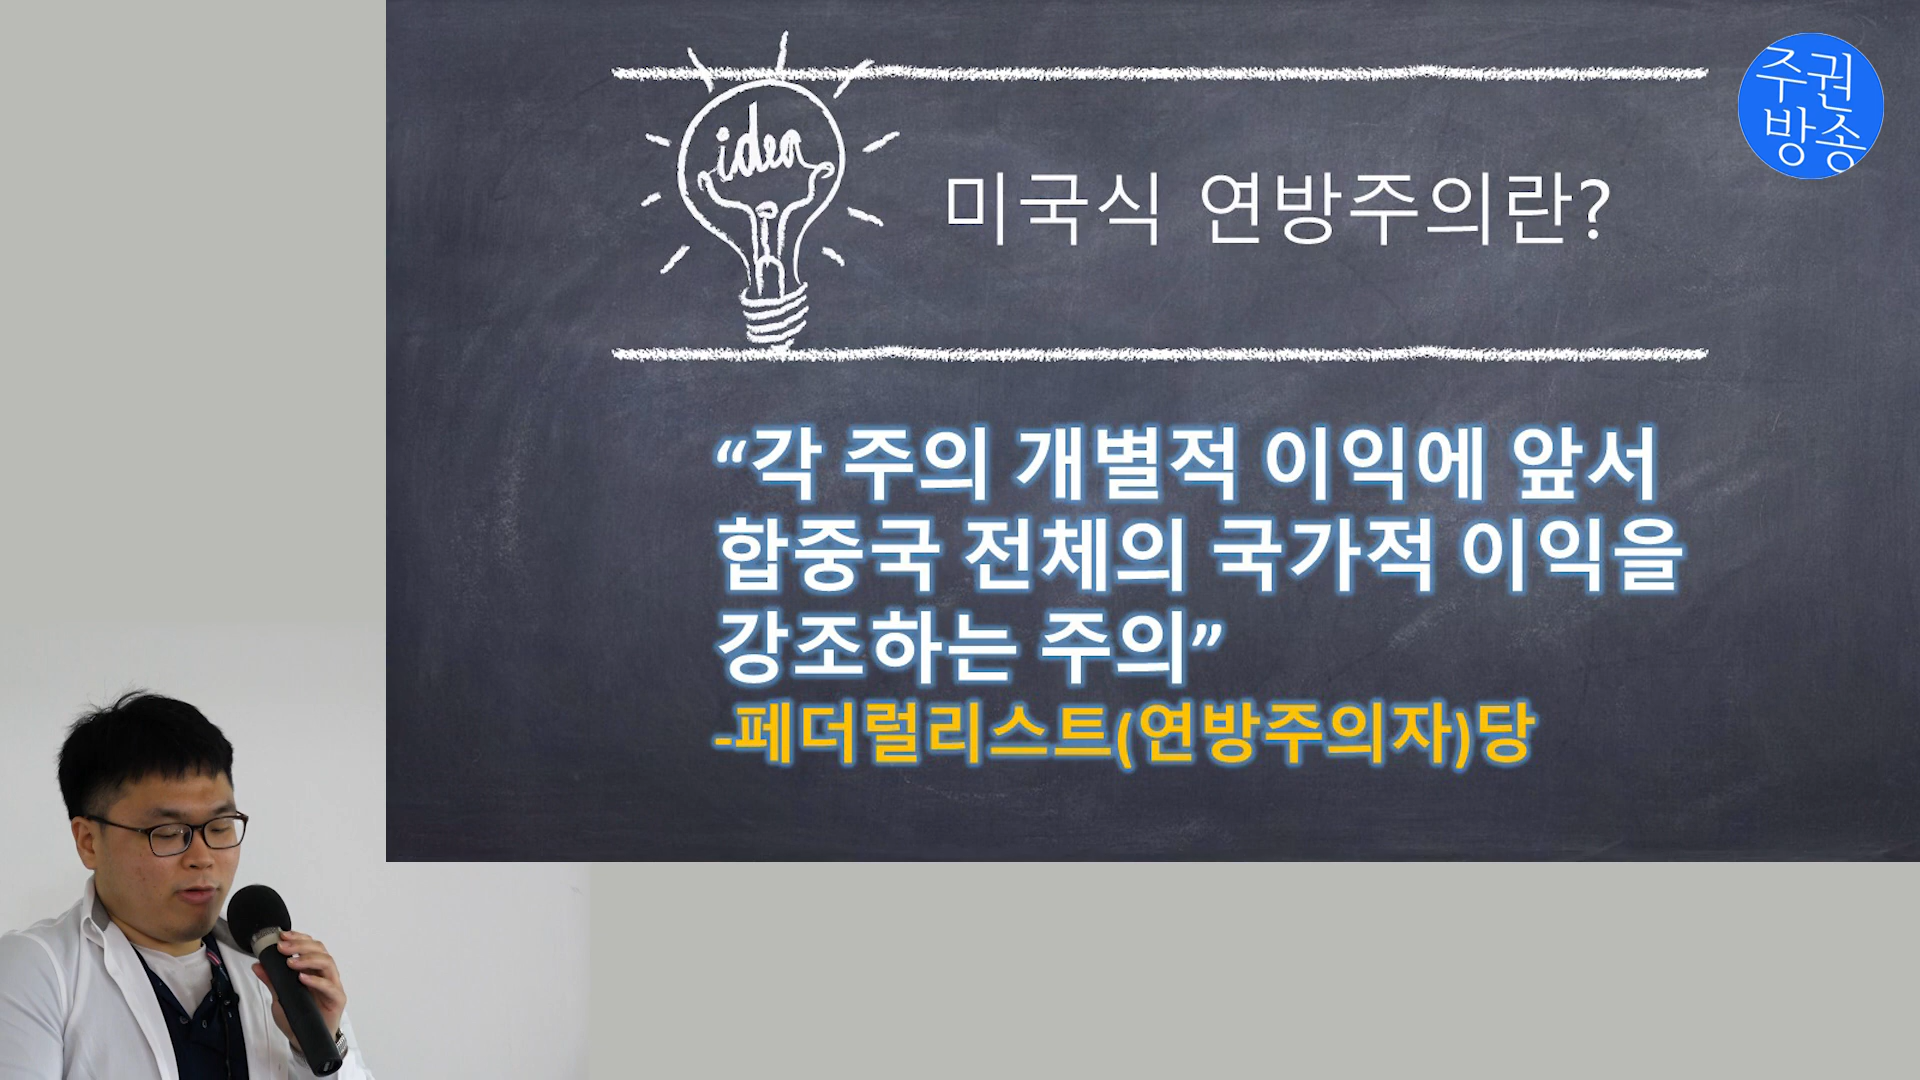 idea
미국식 연방주의란?
주권
방송
“각 주의 개별적 이익에 앞서
합중국 전체의 국가적 이익을
강조하는 주의”
-페더럴리스트(연방주의자)당